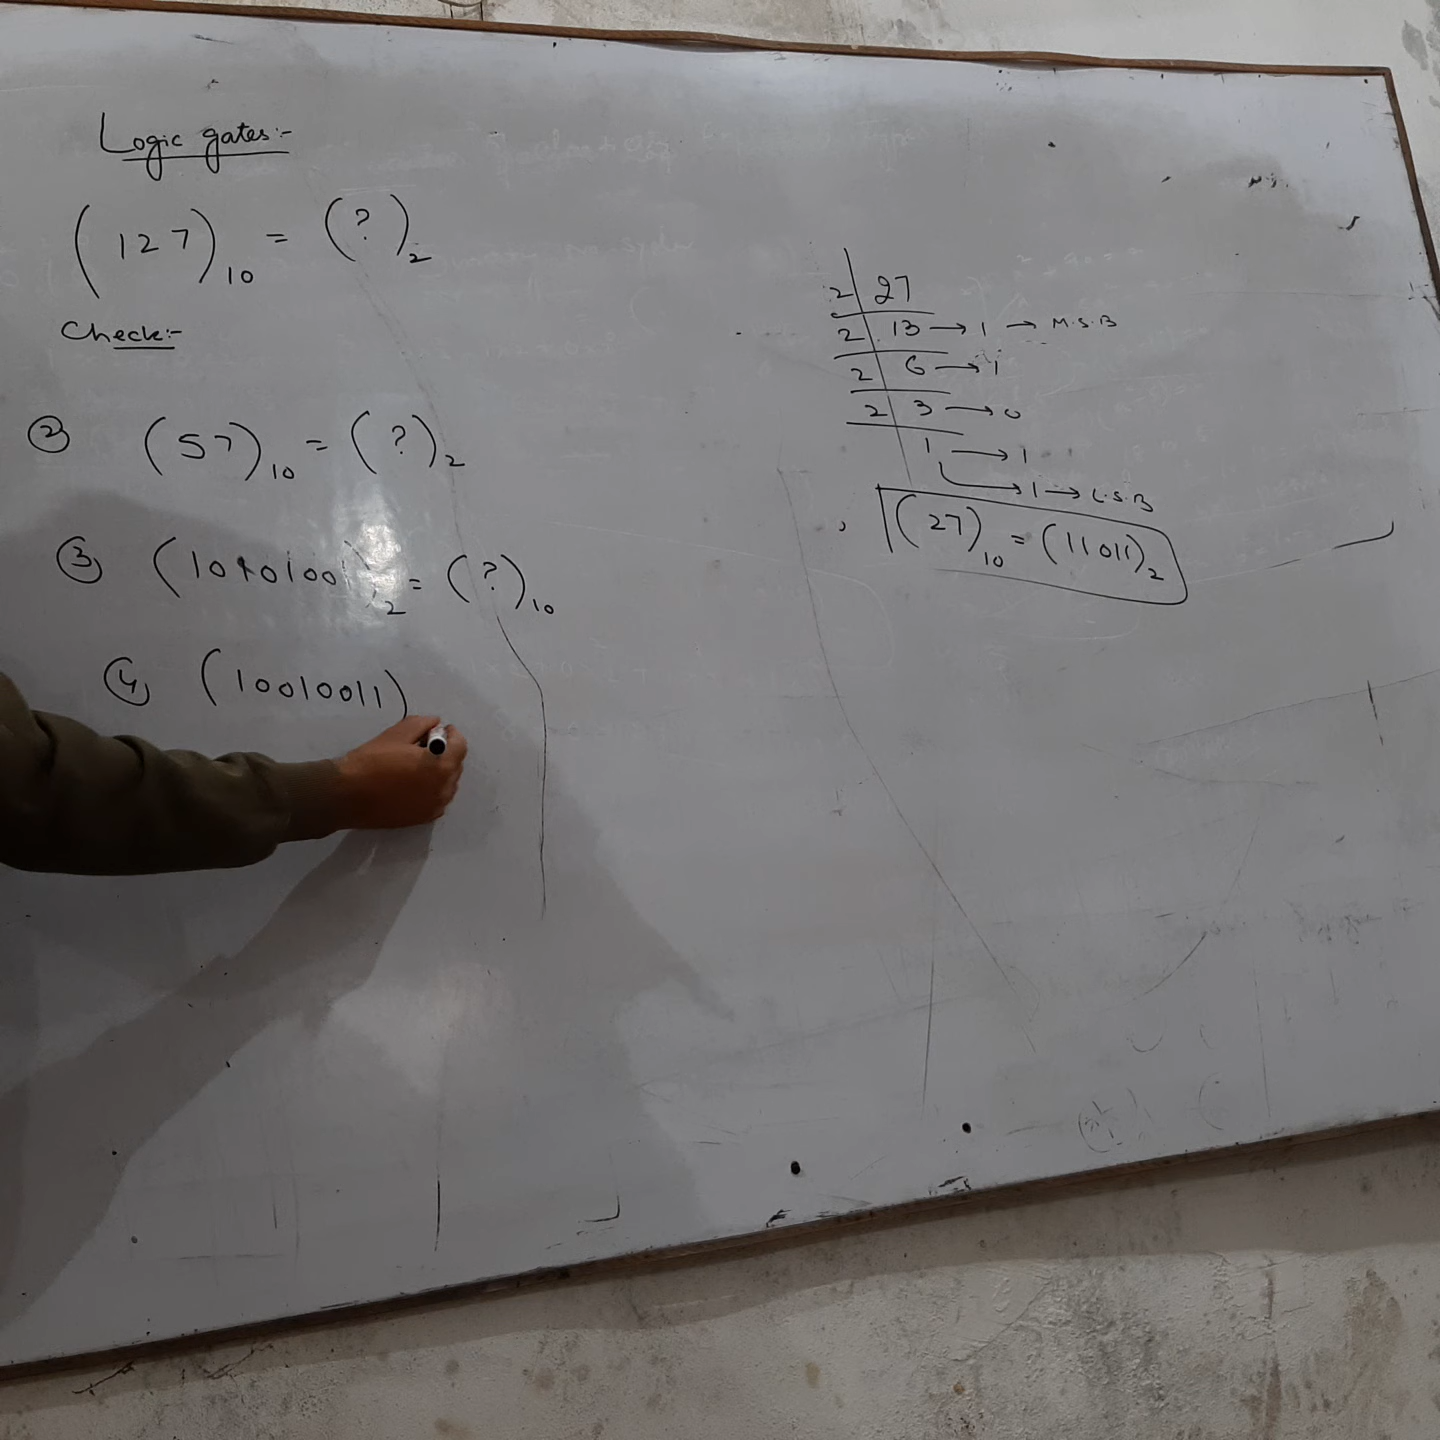 Logic gates:-
(127)10 = (?)2
Check:-
② (57)10 = (?)2
③ (1010100)2 = (?)10
④ (10010011)
2 27
2 13 → 1 → M.S.B
2 6 → 1
2 3 → 0
1 → 1
→ 1 → L.S.B
(27)10 = (11011)2